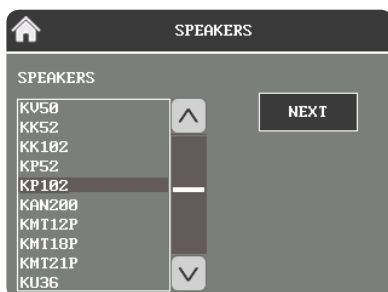 SPEAKERS
SPEAKERS
KV50
KK52
KK102
KP52
KP102
KAN200
KMT12P
KMT18P
KMT21P
KU36
NEXT